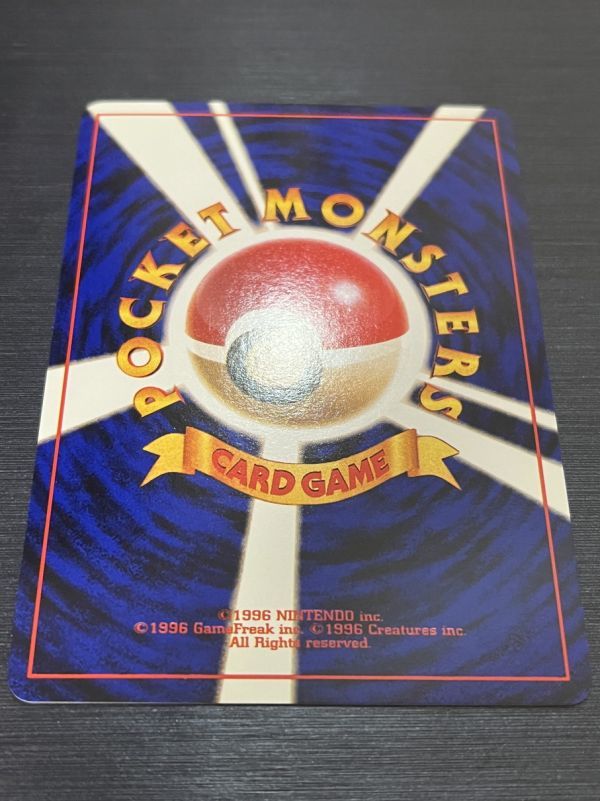 POCKET MONSTERS
CARD GAME
©1996 NINTENDO inc.
©1996 GameFreak inc. ©1996 Creatures inc.
All Rights reserved.